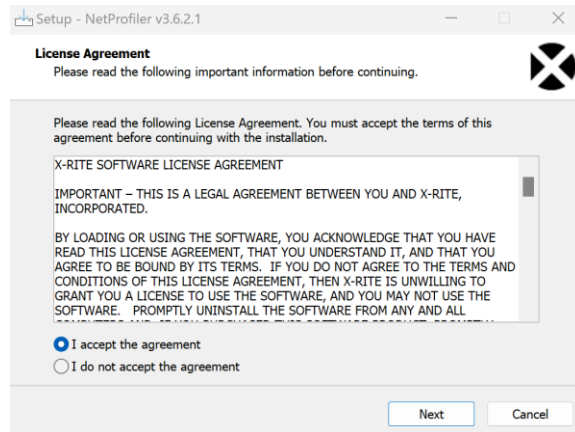 Setup - NetProfiler v3.6.2.1
License Agreement
Please read the following important information before continuing.
Please read the following License Agreement. You must accept the terms of this
agreement before continuing with the installation.
X-RITE SOFTWARE LICENSE AGREEMENT
IMPORTANT – THIS IS A LEGAL AGREEMENT BETWEEN YOU AND X-RITE,
INCORPORATED.
BY LOADING OR USING THE SOFTWARE, YOU ACKNOWLEDGE THAT YOU HAVE
READ THIS LICENSE AGREEMENT, THAT YOU UNDERSTAND IT, AND THAT YOU
AGREE TO BE BOUND BY ITS TERMS.  IF YOU DO NOT AGREE TO THE TERMS AND
CONDITIONS OF THIS LICENSE AGREEMENT, THEN X-RITE IS UNWILLING TO
GRANT YOU A LICENSE TO USE THE SOFTWARE, AND YOU MAY NOT USE THE
SOFTWARE.   PROMPTLY UNINSTALL THE SOFTWARE FROM ANY AND ALL
I accept the agreement
I do not accept the agreement
Next
Cancel